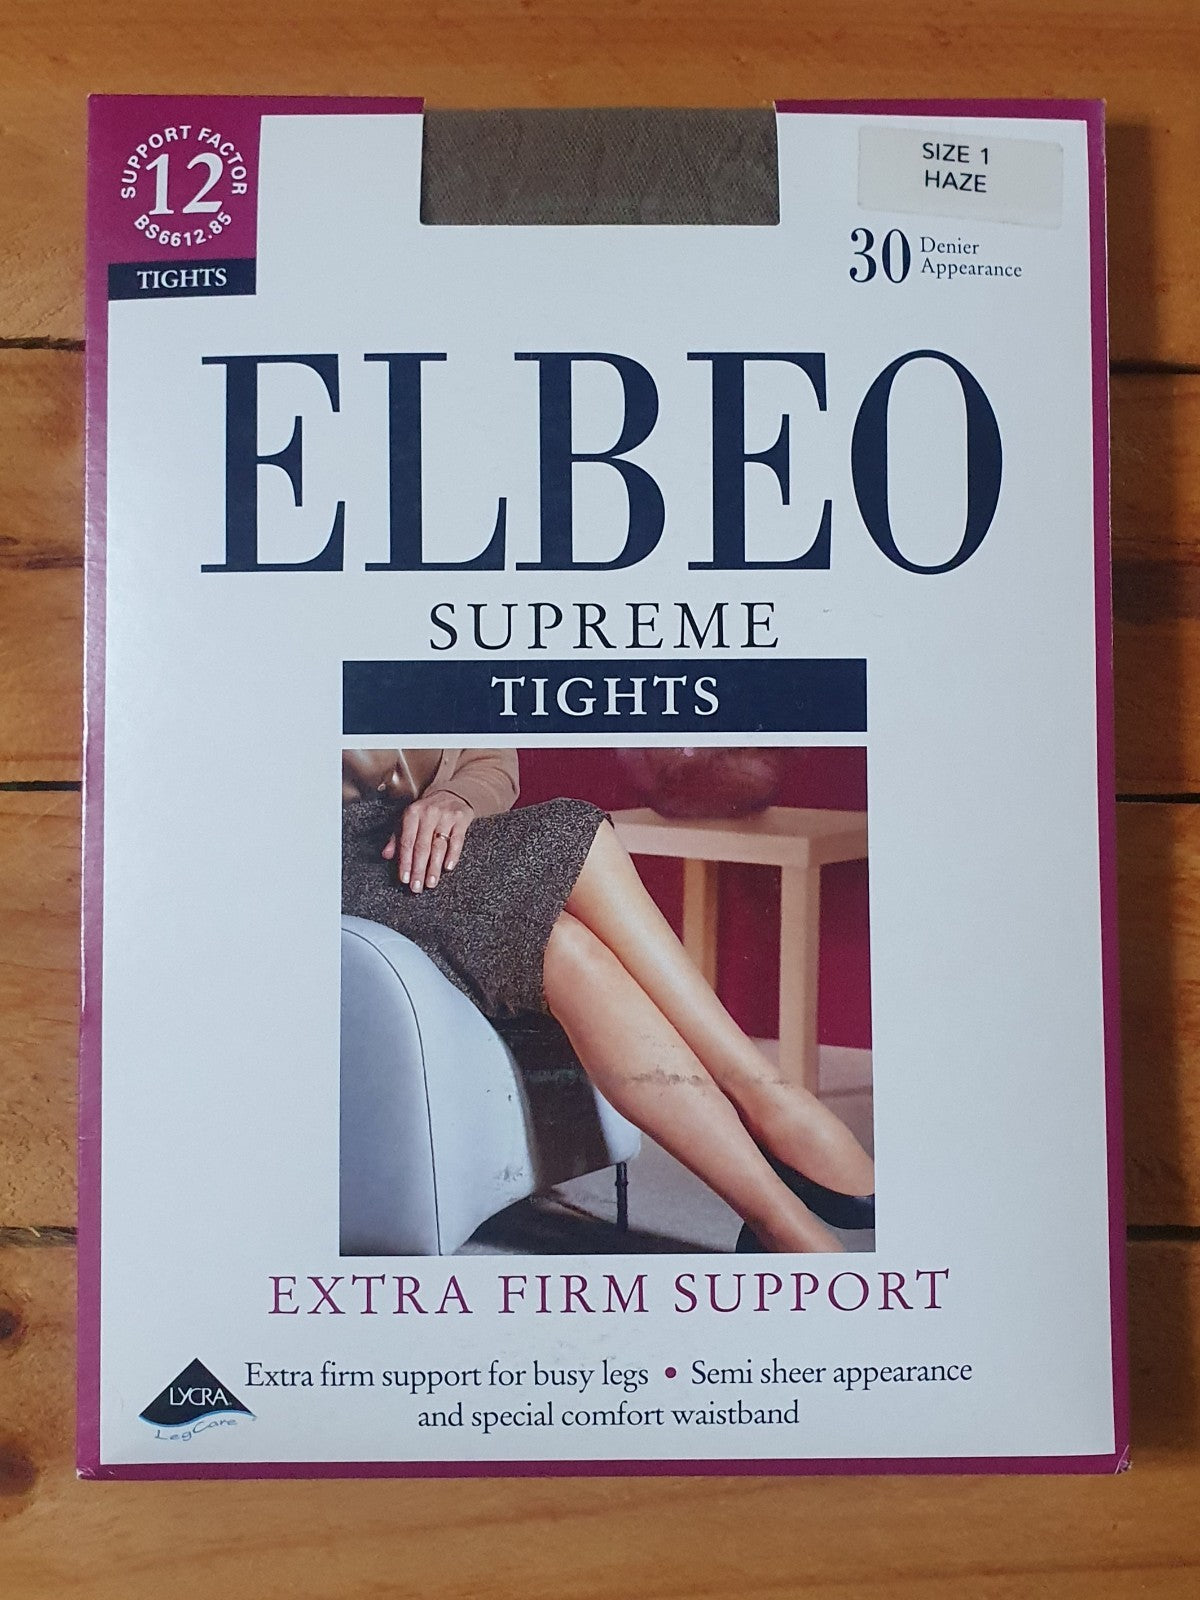 SUPPORT FACTOR
12
BS6612.85
TIGHTS
SIZE 1
HAZE
30 Denier
Appearance
ELBEO
SUPREME
TIGHTS
EXTRA FIRM SUPPORT
LYCRA
LegCare
Extra firm support for busy legs • Semi sheer appearance
and special comfort waistband